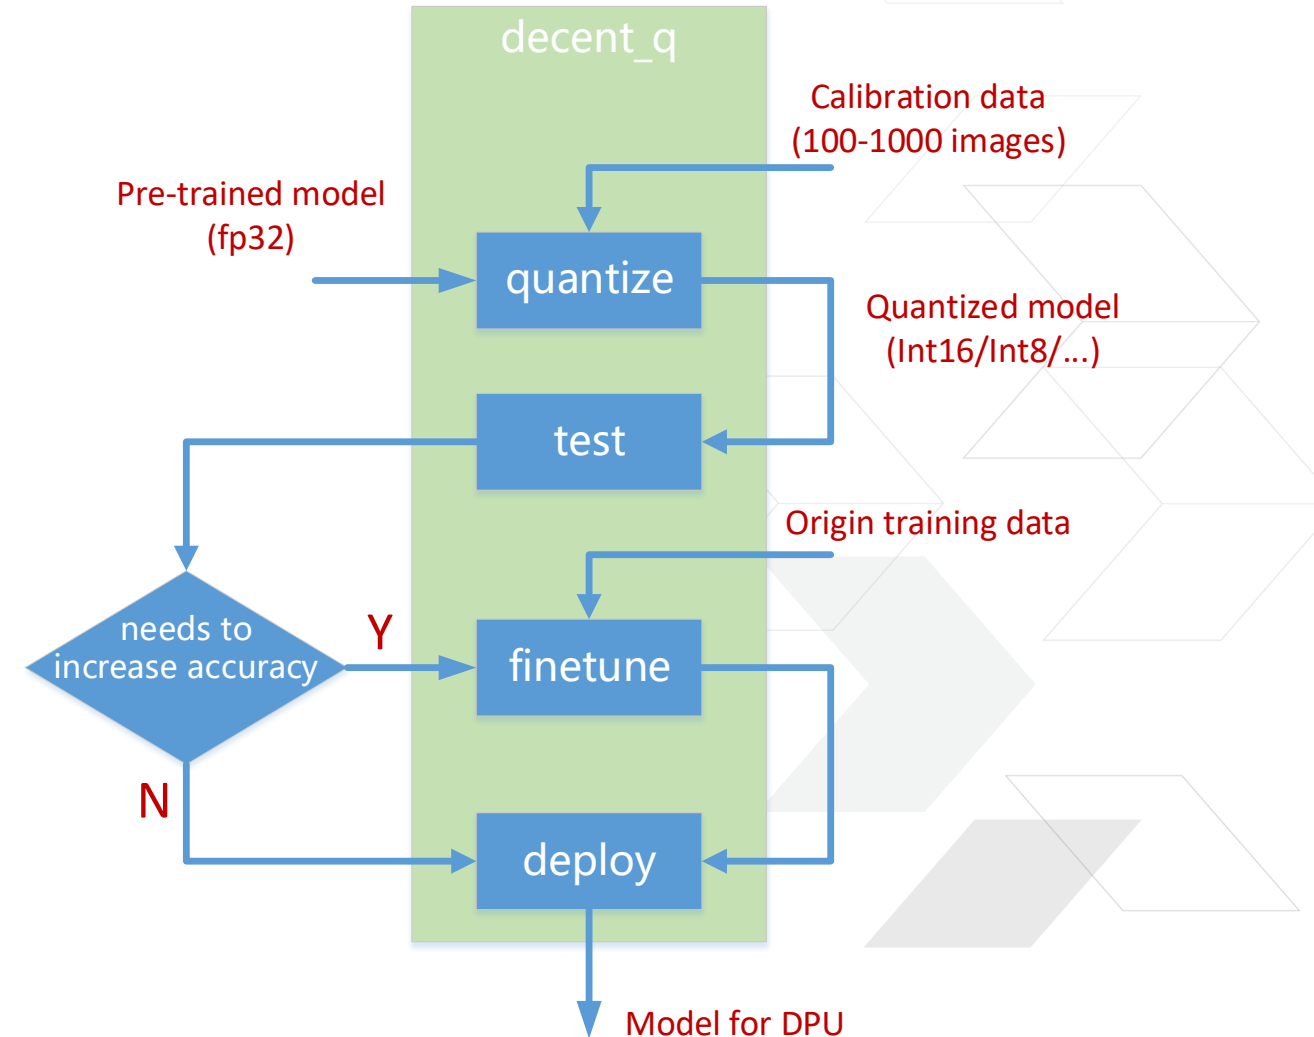 decent_q
Calibration data
(100-1000 images)
Pre-trained model
(fp32)
quantize
Quantized model
(Int16/Int8/...)
test
Origin training data
needs to
increase accuracy
Y
finetune
N
deploy
Model for DPU